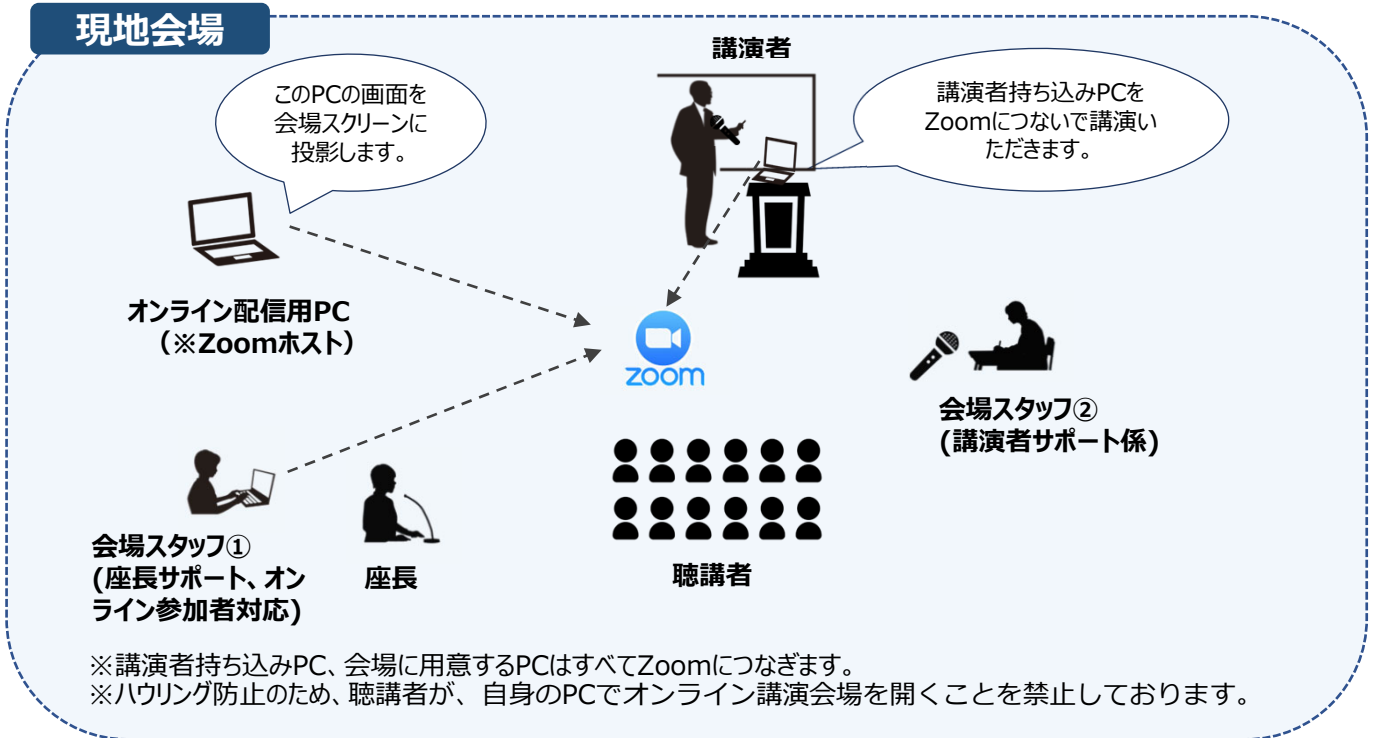 現地会場
講演者
このPCの画面を
会場スクリーンに
投影します。
講演者持ち込みPCを
Zoomにつないで講演い
ただきます。
オンライン配信用PC
（※Zoomホスト）
zoom
会場スタッフ②
(講演者サポート係)
会場スタッフ①
(座長サポート、オン
ライン参加者対応)
座長
聴講者
※講演者持ち込みPC、会場に用意するPCはすべてZoomにつなぎます。
※ハウリング防止のため、聴講者が、自身のPCでオンライン講演会場を開くことを禁止しております。